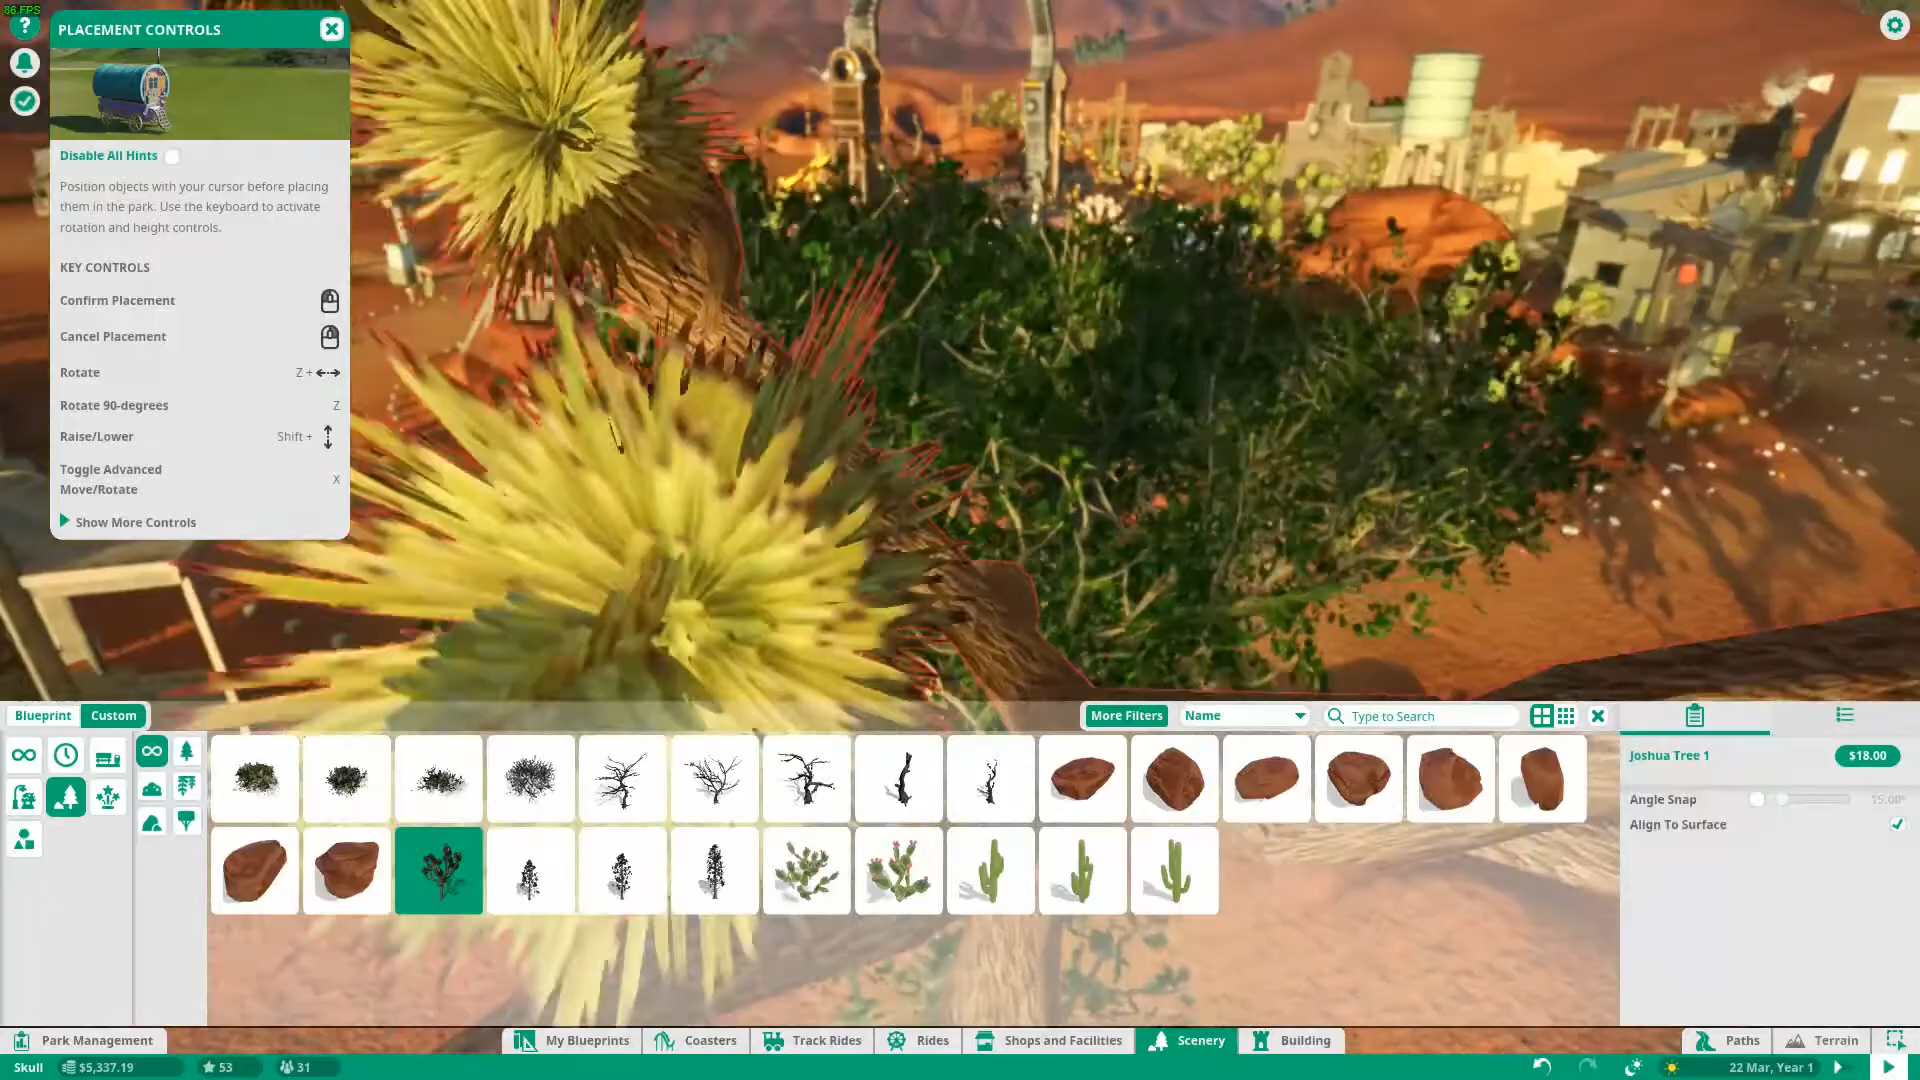 86 FPS
?
PLACEMENT CONTROLS
Disable All Hints
Position objects with your cursor before placing
them in the park. Use the keyboard to activate
rotation and height controls.
KEY CONTROLS
Confirm Placement
Cancel Placement
Rotate Z +
Rotate 90-degrees Z
Raise/Lower Shift +
Toggle Advanced
Move/Rotate X
Show More Controls
Blueprint Custom
More Filters Name Type to Search
Joshua Tree 1 $18.00
Angle Snap 15.00°
Align To Surface
Park Management My Blueprints Coasters Track Rides Rides Shops and Facilities Scenery Building Paths Terrain
Skull $5,337.19 53 31 22 Mar, Year 1